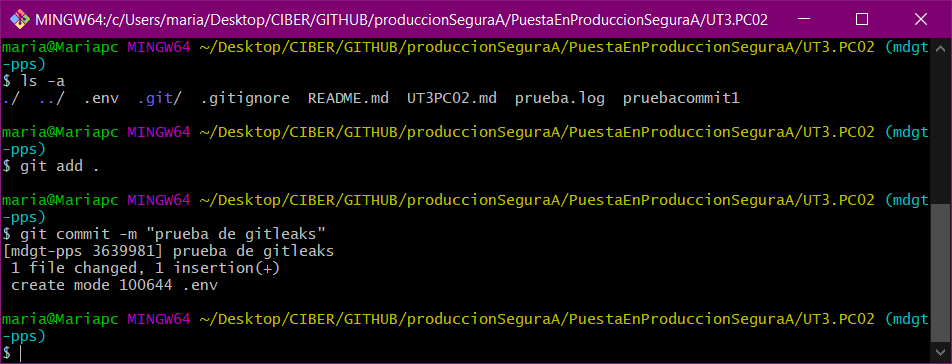 MINGW64:/c/Users/maria/Desktop/CIBER/GITHUB/produccionSeguraA/PuestaEnProduccionSeguraA/UT3.PC02
maria@Mariapc MINGW64 ~/Desktop/CIBER/GITHUB/produccionSeguraA/PuestaEnProduccionSeguraA/UT3.PC02 (mdgt
-pps)
$ ls -a
./  ../  .env  .git/  .gitignore  README.md  UT3PC02.md  prueba.log  pruebacommit1
maria@Mariapc MINGW64 ~/Desktop/CIBER/GITHUB/produccionSeguraA/PuestaEnProduccionSeguraA/UT3.PC02 (mdgt
-pps)
$ git add .
maria@Mariapc MINGW64 ~/Desktop/CIBER/GITHUB/produccionSeguraA/PuestaEnProduccionSeguraA/UT3.PC02 (mdgt
-pps)
$ git commit -m "prueba de gitleaks"
[mdgt-pps 3639981] prueba de gitleaks
 1 file changed, 1 insertion(+)
 create mode 100644 .env
maria@Mariapc MINGW64 ~/Desktop/CIBER/GITHUB/produccionSeguraA/PuestaEnProduccionSeguraA/UT3.PC02 (mdgt
-pps)
$